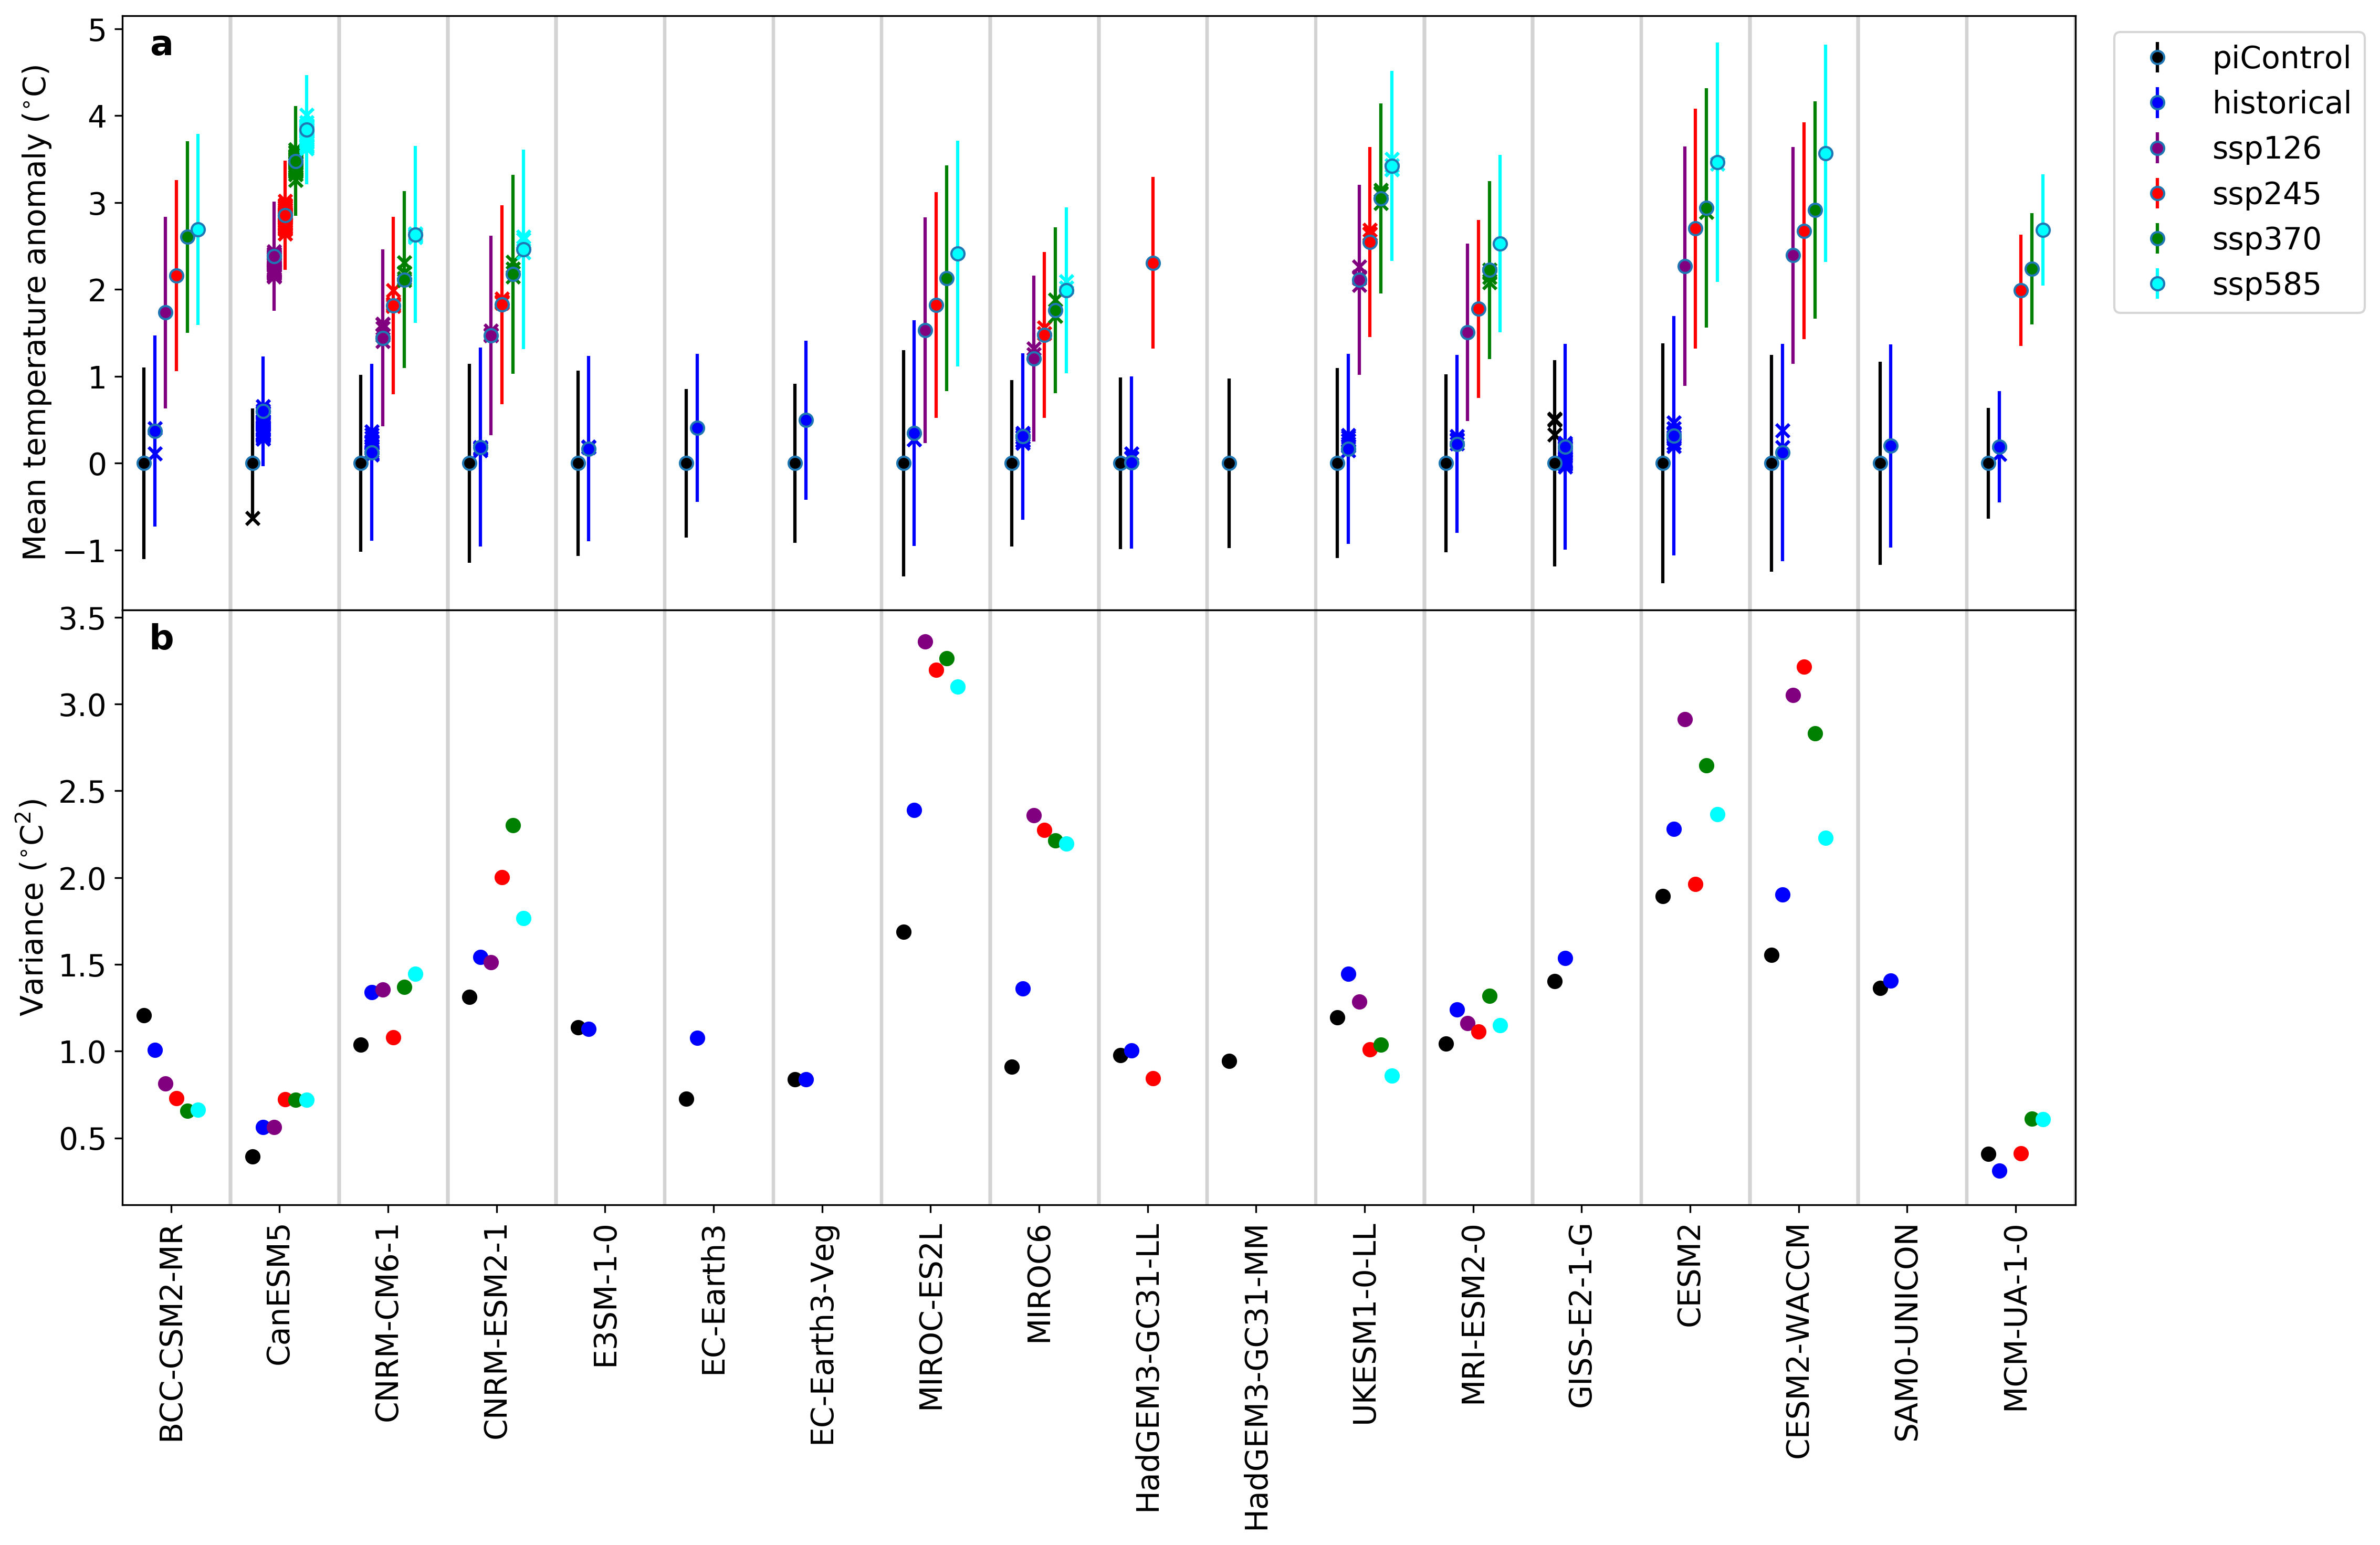 a
Mean temperature anomaly (°C)
5
4
3
2
1
0
−1
piControl
historical
ssp126
ssp245
ssp370
ssp585
b
Variance (°C²)
3.5
3.0
2.5
2.0
1.5
1.0
0.5
BCC-CSM2-MR
CanESM5
CNRM-CM6-1
CNRM-ESM2-1
E3SM-1-0
EC-Earth3
EC-Earth3-Veg
MIROC-ES2L
MIROC6
HadGEM3-GC31-LL
HadGEM3-GC31-MM
UKESM1-0-LL
MRI-ESM2-0
GISS-E2-1-G
CESM2
CESM2-WACCM
SAM0-UNICON
MCM-UA-1-0